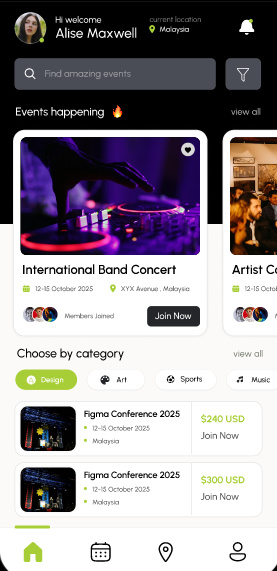 Hi welcome
Alise Maxwell
current location
Malaysia
Find amazing events
Events happening
view all
International Band Concert
12-15 October 2025
XYX Avenue , Malaysia
Members Joined
Join Now
Artist Co
12-15 Octo
Choose by category
view all
Design
Art
Sports
Music
Figma Conference 2025
12-15 October 2025
Malaysia
$240 USD
Join Now
Figma Conference 2025
12-15 October 2025
Malaysia
$300 USD
Join Now